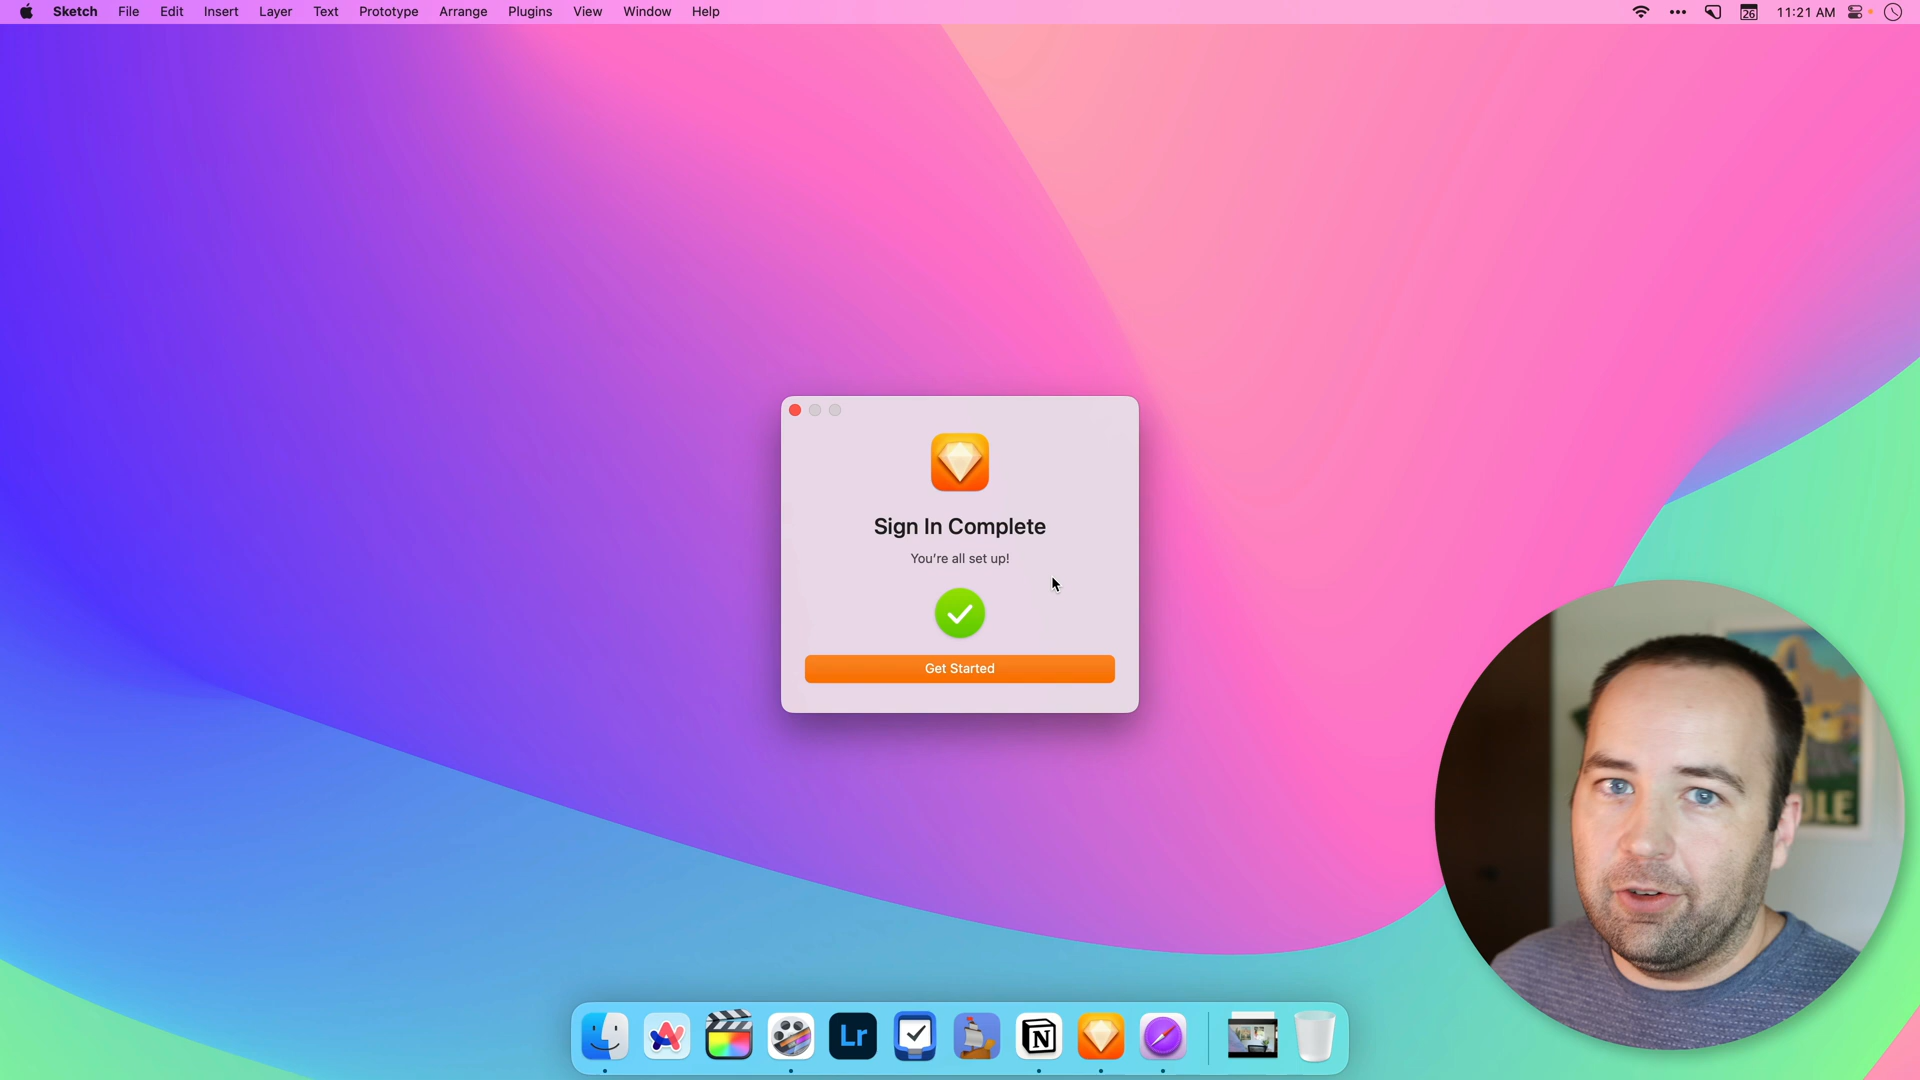 Sketch File Edit Insert Layer Text Prototype Arrange Plugins View Window Help
26 11:21 AM
Sign In Complete
You're all set up!
Get Started
Lr
N